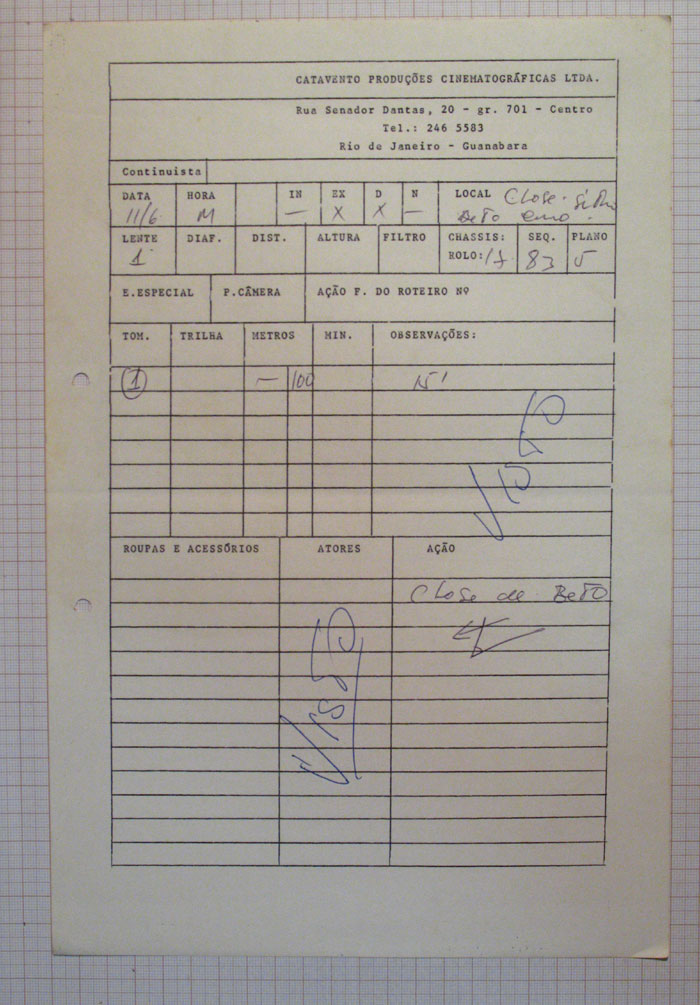 CATAVENTO PRODUÇÕES CINEMATOGRÁFICAS LTDA.
Rua Senador Dantas, 20 - gr. 701 - Centro
Tel.: 246 5583
Rio de Janeiro - Guanabara
Continuista
DATA HORA IN EX D N LOCAL Close.
11/6 M — X X — Beto
LENTE DIAF. DIST. ALTURA FILTRO CHASSIS: SEQ. PLANO
1 ROLO: 83 5
E.ESPECIAL P.CÂMERA AÇÃO F. DO ROTEIRO Nº
TOM. TRILHA METROS MIN. OBSERVAÇÕES:
1 — 100 15'
ROUPAS E ACESSÓRIOS ATORES AÇÃO
Close de Beto